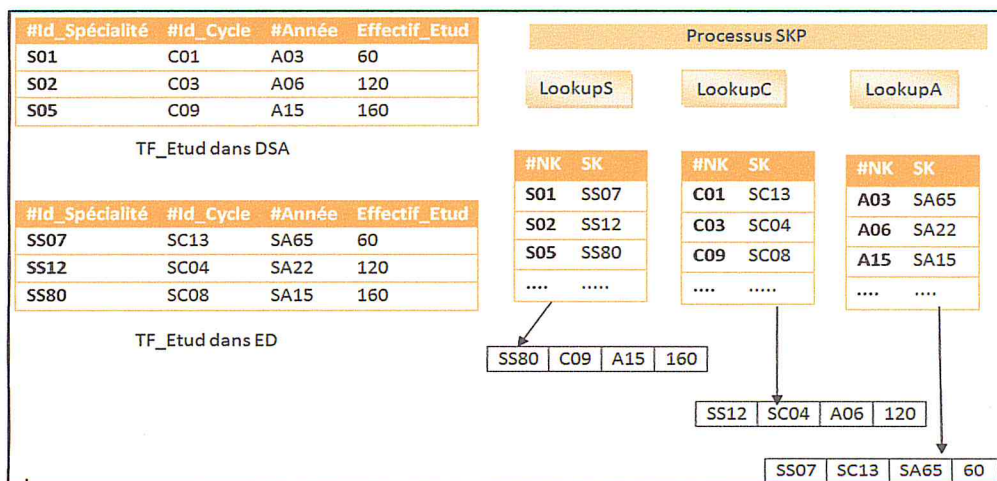 #Id_Spécialité #Id_Cycle #Année Effectif_Etud
S01 C01 A03 60
S02 C03 A06 120
S05 C09 A15 160
TF_Etud dans DSA
#Id_Spécialité #Id_Cycle #Année Effectif_Etud
SS07 SC13 SA65 60
SS12 SC04 SA22 120
SS80 SC08 SA15 160
TF_Etud dans ED
Processus SKP
LookupS LookupC LookupA
#NK SK
S01 SS07
S02 SS12
S05 SS80
.... .....
#NK SK
C01 SC13
C03 SC04
C09 SC08
.... .....
#NK SK
A03 SA65
A06 SA22
A15 SA15
.... .....
SS80 C09 A15 160
SS12 SC04 A06 120
SS07 SC13 SA65 60